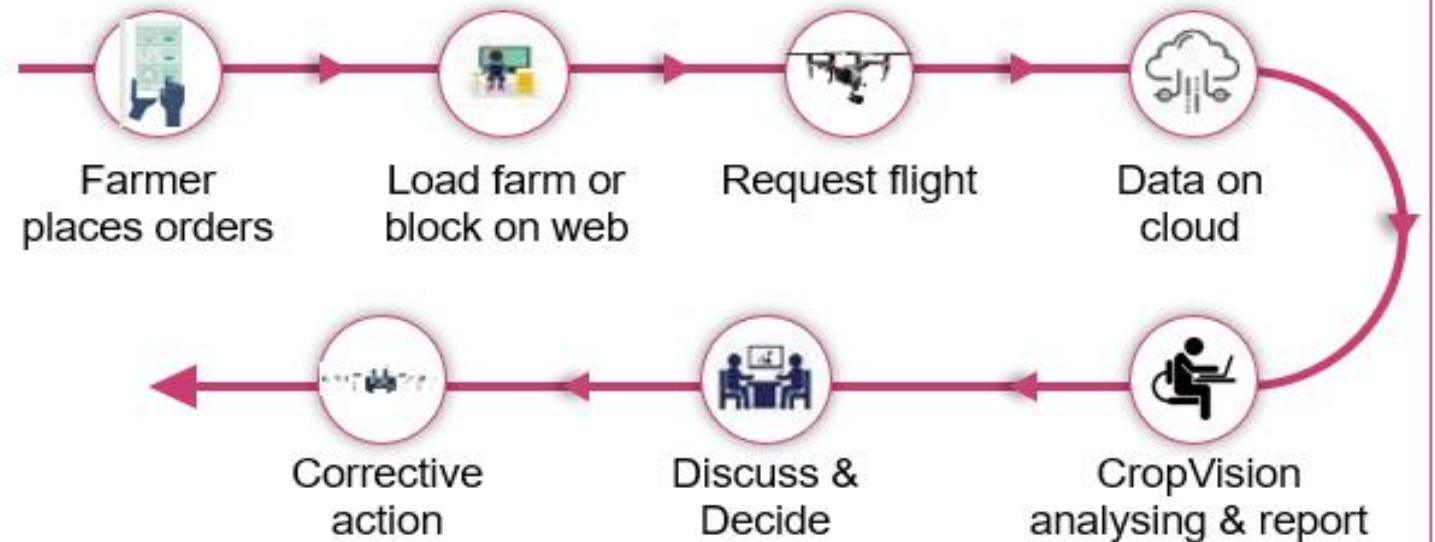 Farmer
places orders
Load farm or
block on web
Request flight
Data on
cloud
CropVision
analysing & report
Discuss &
Decide
Corrective
action